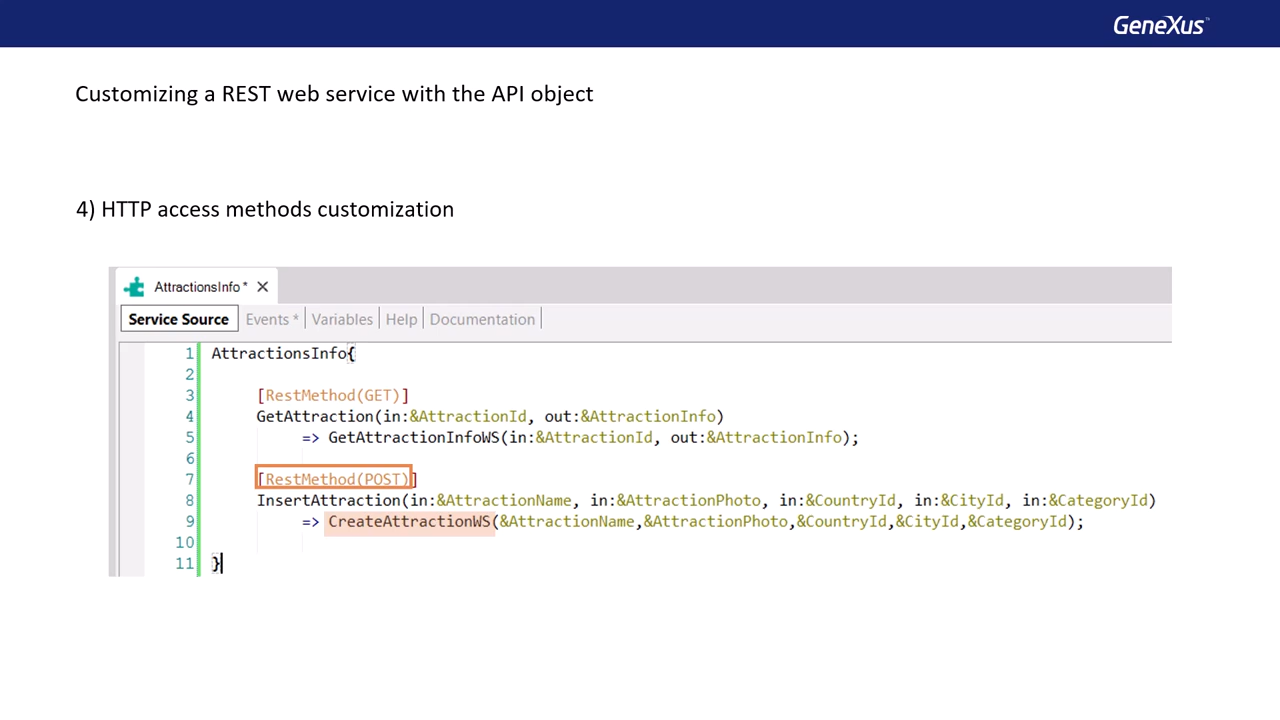 GeneXus™
Customizing a REST web service with the API object
4) HTTP access methods customization
AttractionsInfo * ✕
Service Source Events * Variables Help Documentation
1 AttractionsInfo{
2
3 [RestMethod(GET)]
4 GetAttraction(in:&AttractionId, out:&AttractionInfo)
5 => GetAttractionInfoWS(in:&AttractionId, out:&AttractionInfo);
6
7 [RestMethod(POST)]
8 InsertAttraction(in:&AttractionName, in:&AttractionPhoto, in:&CountryId, in:&CityId, in:&CategoryId)
9 => CreateAttractionWS(&AttractionName,&AttractionPhoto,&CountryId,&CityId,&CategoryId);
10
11 }